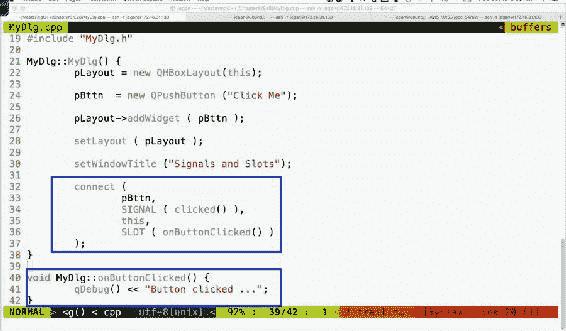 MyDlg.cpp buffers
19 #include "MyDlg.h"
20
21 MyDlg::MyDlg() {
22 pLayout = new QHBoxLayout(this);
23
24 pBttn = new QPushButton ("Click Me");
25
26 pLayout->addWidget ( pBttn );
27
28 setLayout ( pLayout );
29
30 setWindowTitle ("Signals and Slots");
31
32 connect (
33 pBttn,
34 SIGNAL ( clicked() ),
35 this,
36 SLOT ( onButtonClicked() )
37 );
38 }
39
40 void MyDlg::onButtonClicked() {
41 qDebug() << "Button clicked ...";
42 }
NORMAL > <g() < cpp utf-8[unix] < 92% : 39/42 : 1